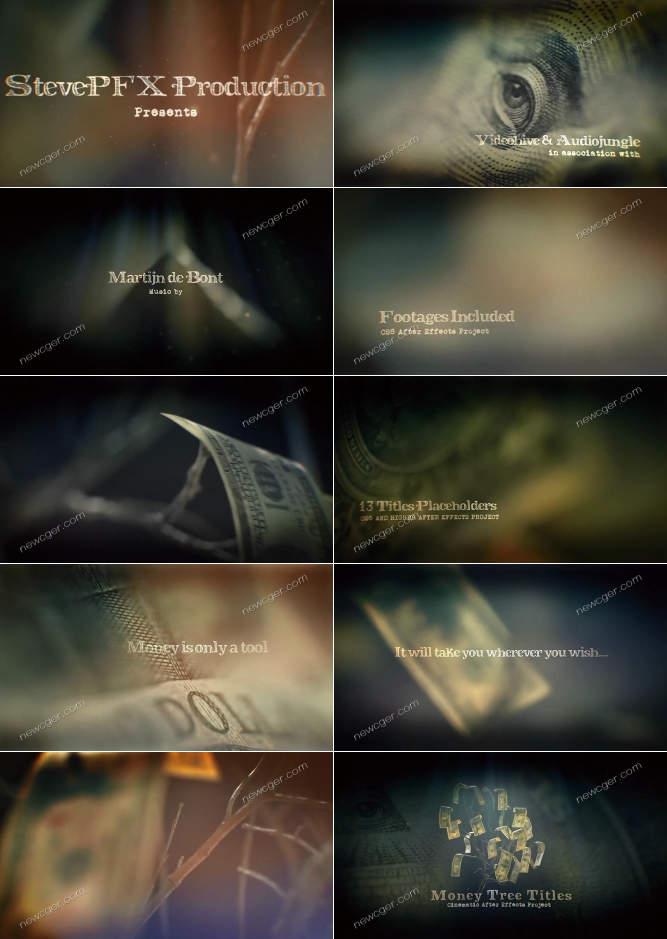 StevePFX Production
Presents
newcger.com
newcger.com
Videohive & Audiojungle
in association with
newcger.com
newcger.com
Martijn de Bont
Music by
newcger.com
newcger.com
Footages Included
CS5 After Effects Project
newcger.com
newcger.com
100
newcger.com
newcger.com
13 Titles Placeholders
CS5 AND HIGHER AFTER EFFECTS PROJECT
newcger.com
newcger.com
Money is only a tool
DOLL
newcger.com
newcger.com
It will take you wherever you wish...
newcger.com
newcger.com
newcger.com
newcger.com
Money Tree Titles
Cinematic After Effects Project
newcger.com
newcger.com